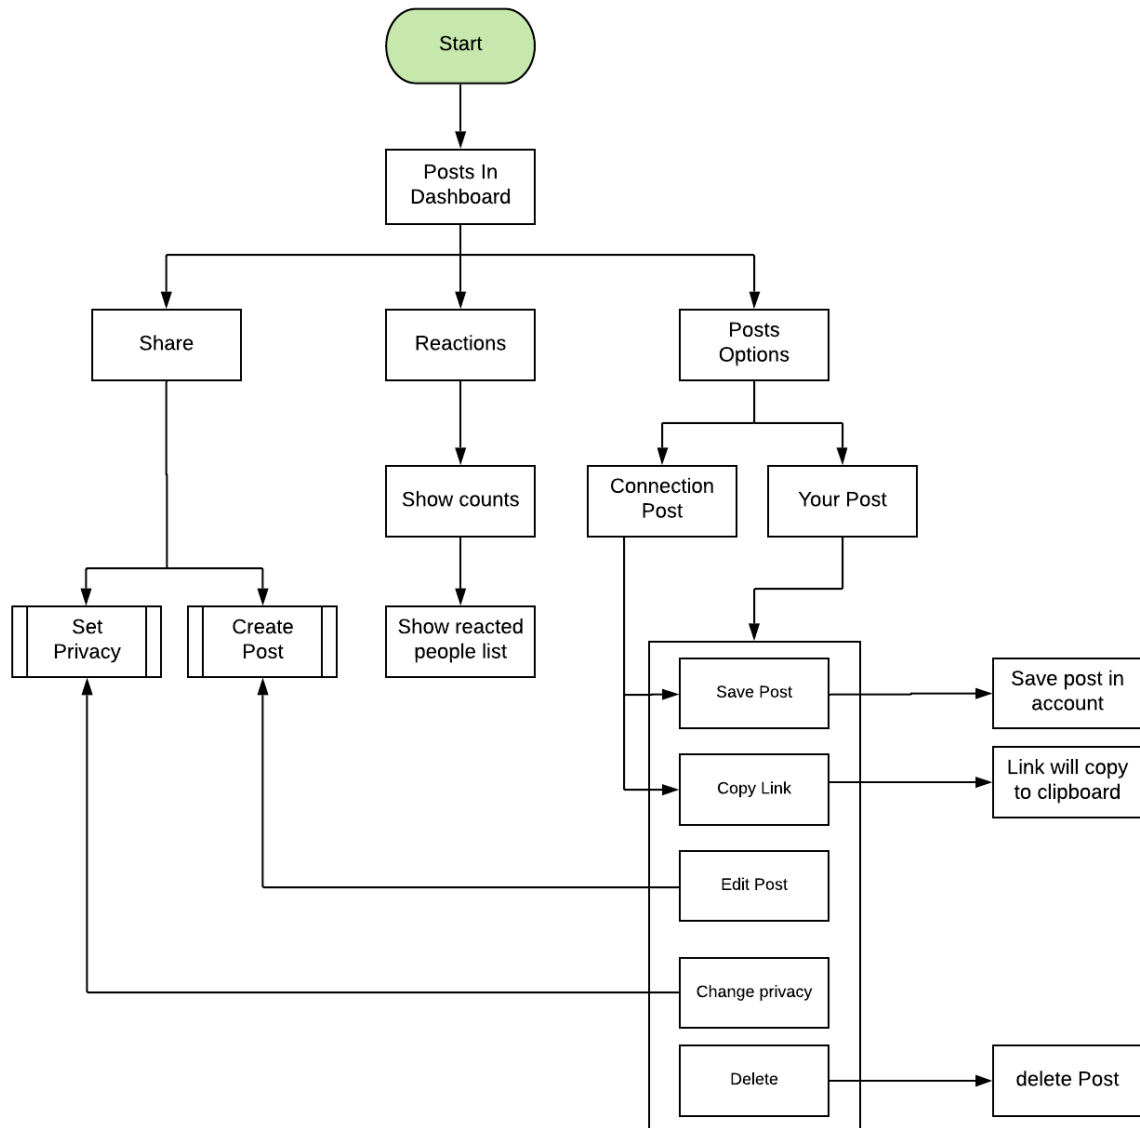 Start
Posts In
Dashboard
Share
Reactions
Posts
Options
Show counts
Connection
Post
Your Post
Set
Privacy
Create
Post
Show reacted
people list
Save Post
Save post in
account
Copy Link
Link will copy
to clipboard
Edit Post
Change privacy
Delete
delete Post